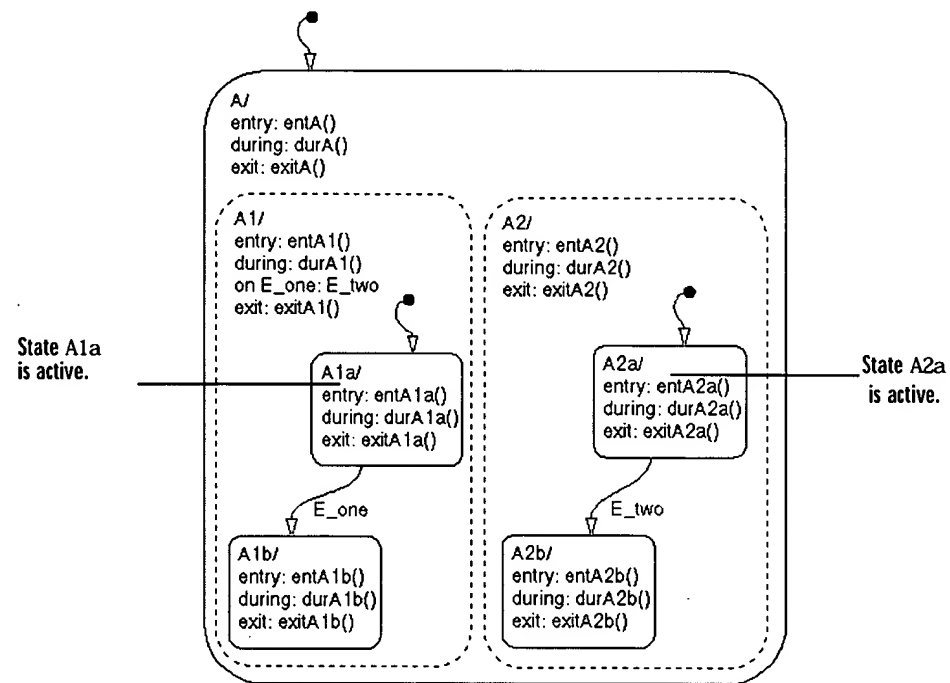 A/
entry: entA()
during: durA()
exit: exitA()
A1/
entry: entA1()
during: durA1()
on E_one: E_two
exit: exitA1()
A2/
entry: entA2()
during: durA2()
exit: exitA2()
State A1a
is active.
A1a/
entry: entA1a()
during: durA1a()
exit: exitA1a()
A2a/
entry: entA2a()
during: durA2a()
exit: exitA2a()
State A2a
is active.
E_one
E_two
A1b/
entry: entA1b()
during: durA1b()
exit: exitA1b()
A2b/
entry: entA2b()
during: durA2b()
exit: exitA2b()